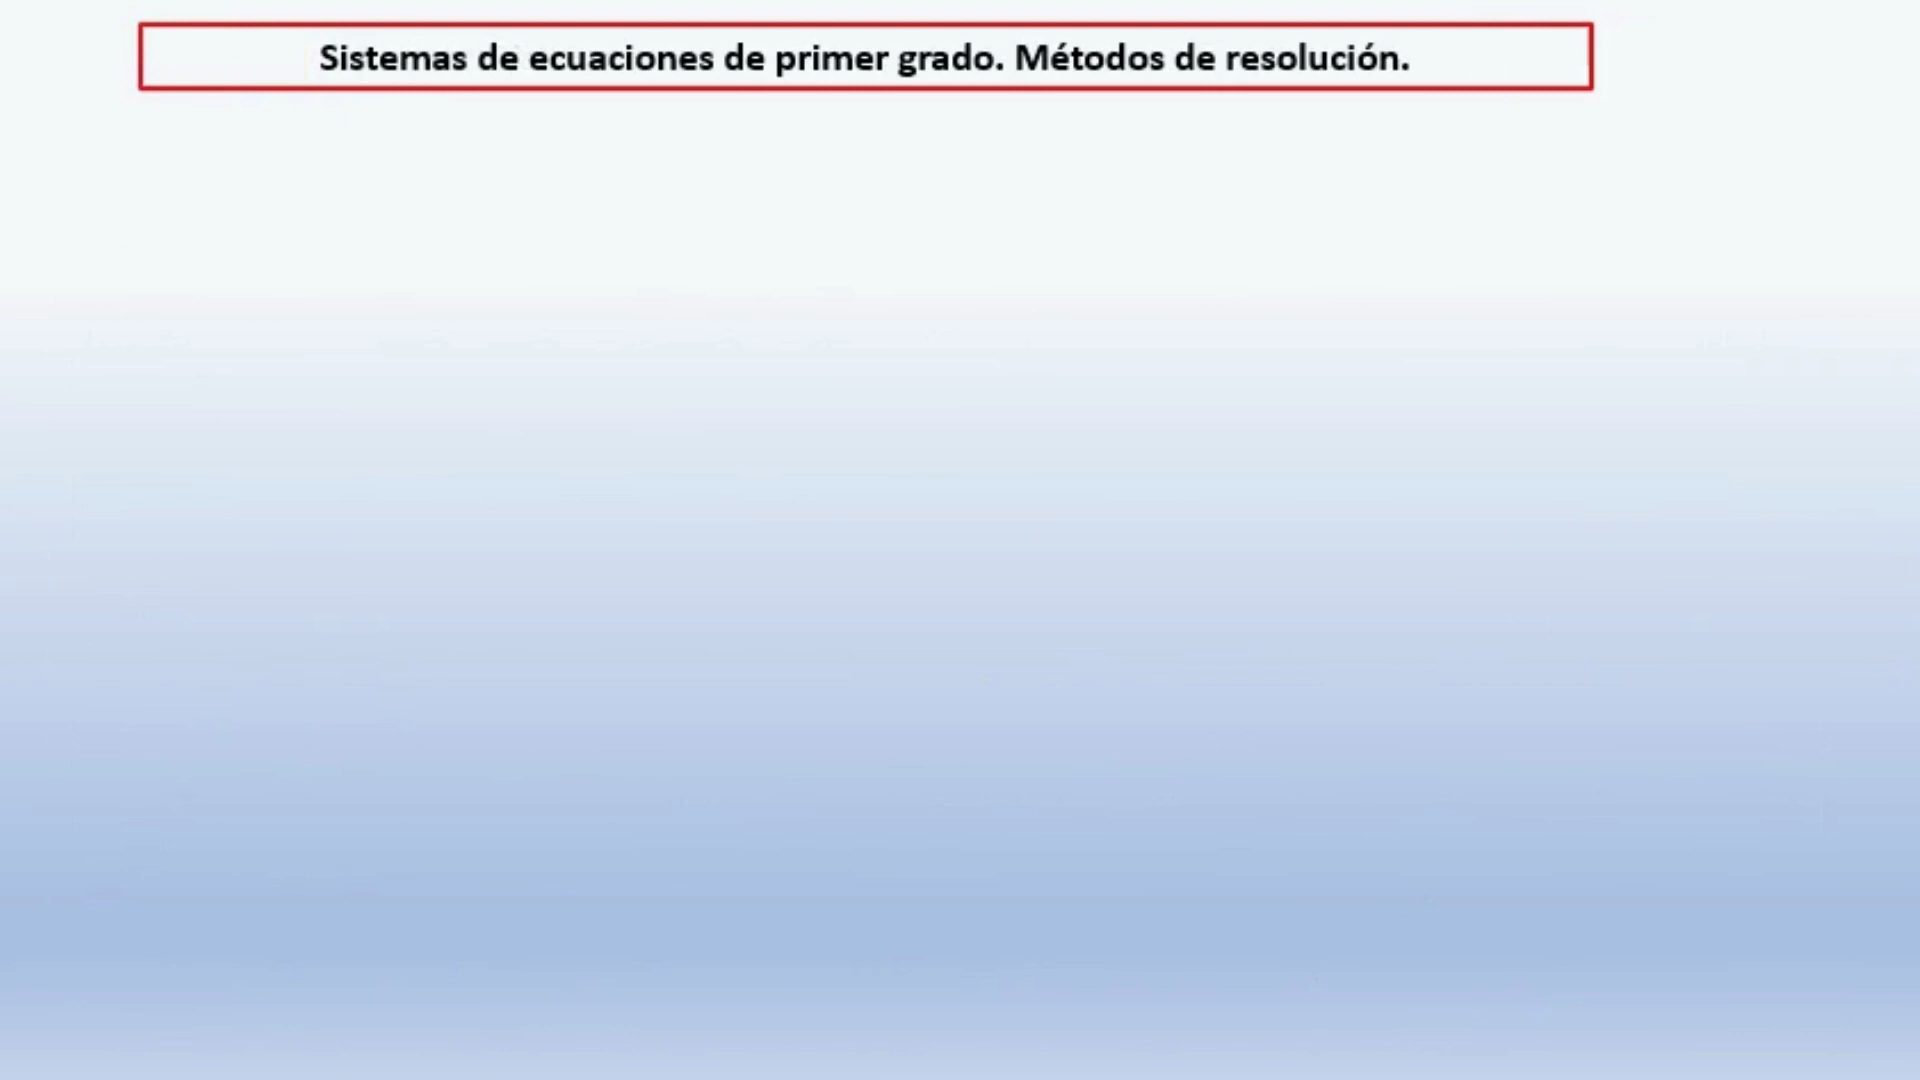 Sistemas de ecuaciones de primer grado. Métodos de resolución.